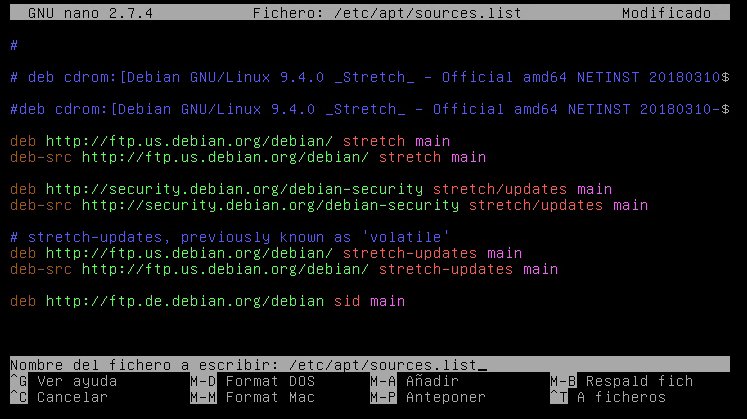 GNU nano 2.7.4 Fichero: /etc/apt/sources.list Modificado
#
# deb cdrom:[Debian GNU/Linux 9.4.0 _Stretch_ - Official amd64 NETINST 20180310$
#deb cdrom:[Debian GNU/Linux 9.4.0 _Stretch_ - Official amd64 NETINST 20180310-$
deb http://ftp.us.debian.org/debian/ stretch main
deb-src http://ftp.us.debian.org/debian/ stretch main
deb http://security.debian.org/debian-security stretch/updates main
deb-src http://security.debian.org/debian-security stretch/updates main
# stretch-updates, previously known as 'volatile'
deb http://ftp.us.debian.org/debian/ stretch-updates main
deb-src http://ftp.us.debian.org/debian/ stretch-updates main
deb http://ftp.de.debian.org/debian sid main
Nombre del fichero a escribir: /etc/apt/sources.list_
^G Ver ayuda M-D Format DOS M-A Añadir M-B Respald fich
^C Cancelar M-M Format Mac M-P Anteponer ^T A ficheros